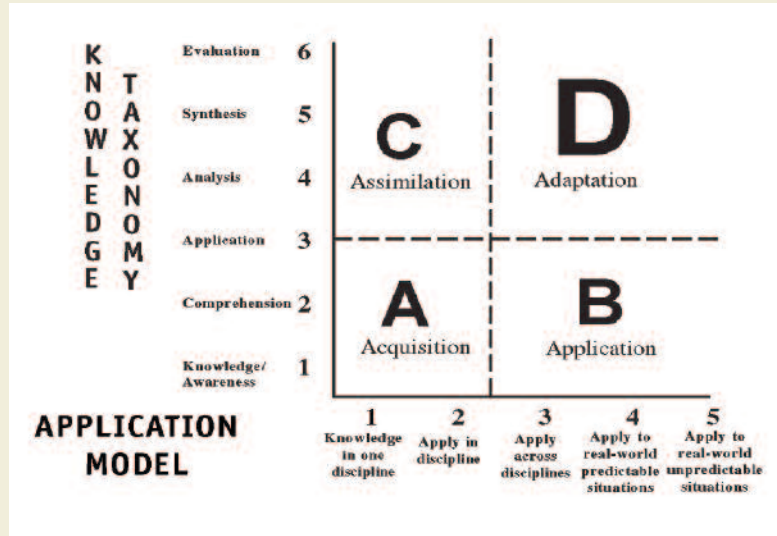 KNOWLEDGE
TAXONOMY
Evaluation 6
Synthesis 5
Analysis 4
Application 3
Comprehension 2
Knowledge/
Awareness
1
C
Assimilation
D
Adaptation
A
Acquisition
B
Application
APPLICATION
MODEL
1
Knowledge
in one
discipline
2
Apply in
discipline
3
Apply
across
disciplines
4
Apply to
real-world
predictable
situations
5
Apply to
real-world
unpredictable
situations